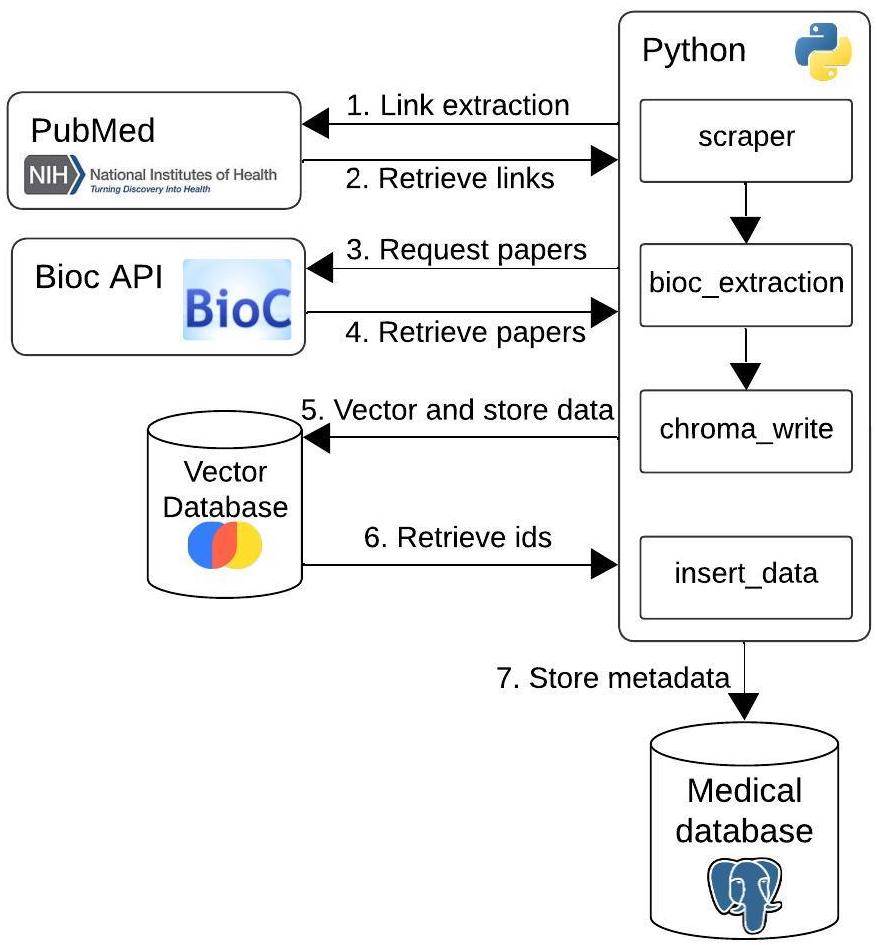 Python
PubMed
NIH National Institutes of Health
Turning Discovery Into Health
1. Link extraction
2. Retrieve links
scraper
Bioc API
BioC
3. Request papers
4. Retrieve papers
bioc_extraction
5. Vector and store data
chroma_write
Vector
Database
6. Retrieve ids
insert_data
7. Store metadata
Medical
database